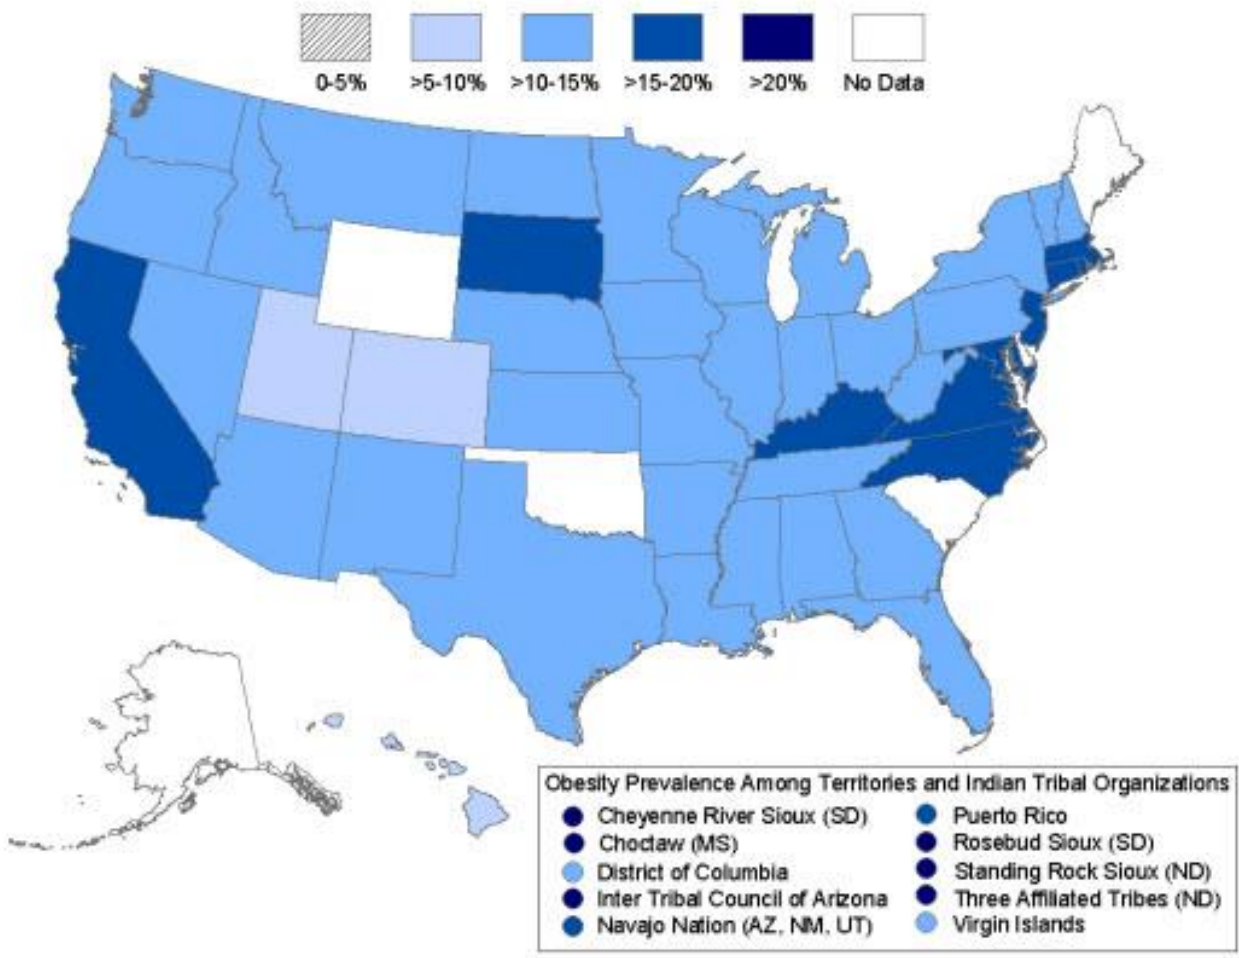 0-5% >5-10% >10-15% >15-20% >20% No Data
Obesity Prevalence Among Territories and Indian Tribal Organizations
Cheyenne River Sioux (SD)
Choctaw (MS)
District of Columbia
Inter Tribal Council of Arizona
Navajo Nation (AZ, NM, UT)
Puerto Rico
Rosebud Sioux (SD)
Standing Rock Sioux (ND)
Three Affiliated Tribes (ND)
Virgin Islands